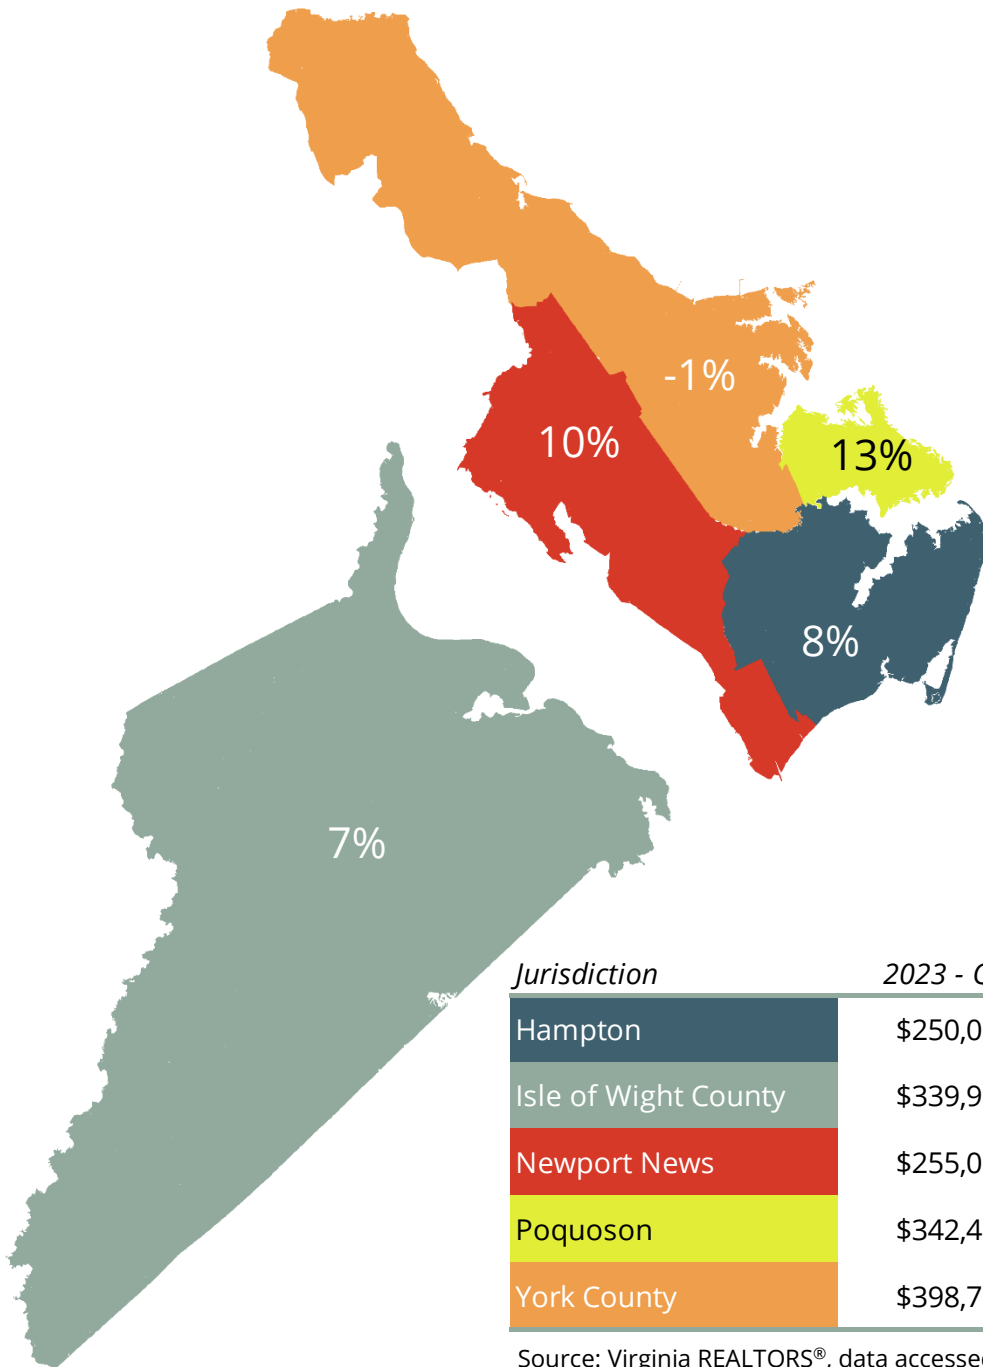 -1%
10%
13%
8%
7%
Jurisdiction 2023 -
Hampton $250,0
Isle of Wight County $339,9
Newport News $255,0
Poquoson $342,4
York County $398,7
Source: Virginia REALTORS®, data accessed